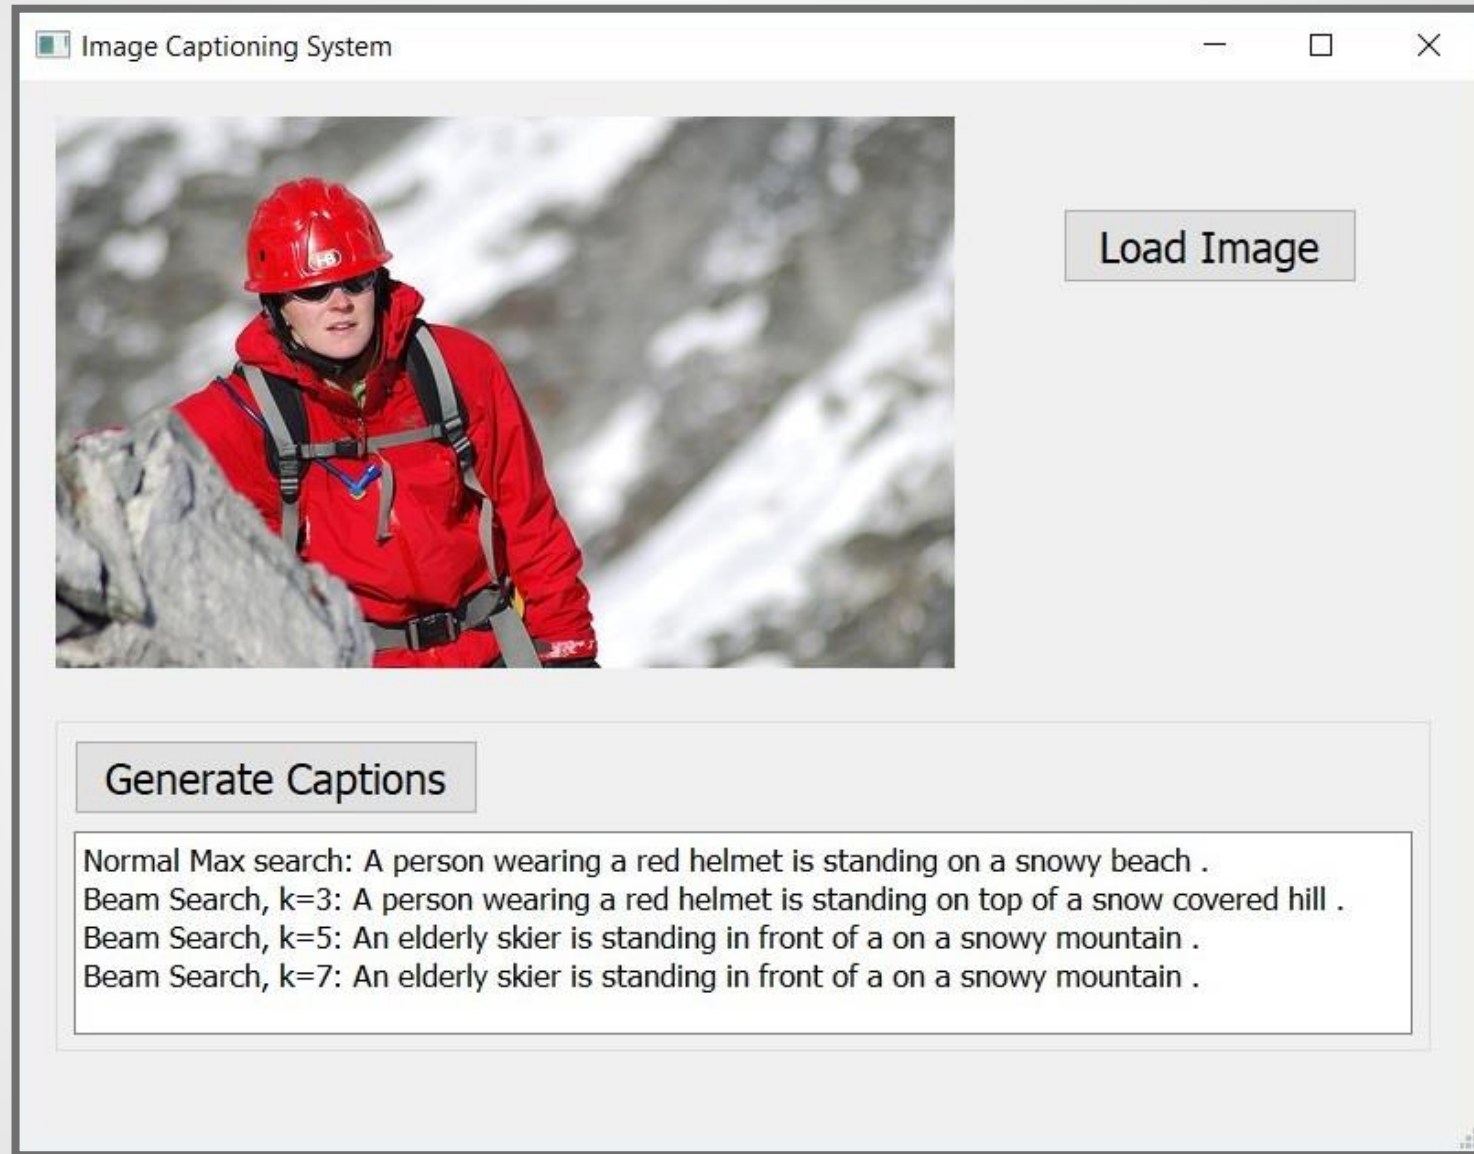 Image Captioning System
HB
Load Image
Generate Captions
Normal Max search: A person wearing a red helmet is standing on a snowy beach .
Beam Search, k=3: A person wearing a red helmet is standing on top of a snow covered hill .
Beam Search, k=5: An elderly skier is standing in front of a on a snowy mountain .
Beam Search, k=7: An elderly skier is standing in front of a on a snowy mountain .